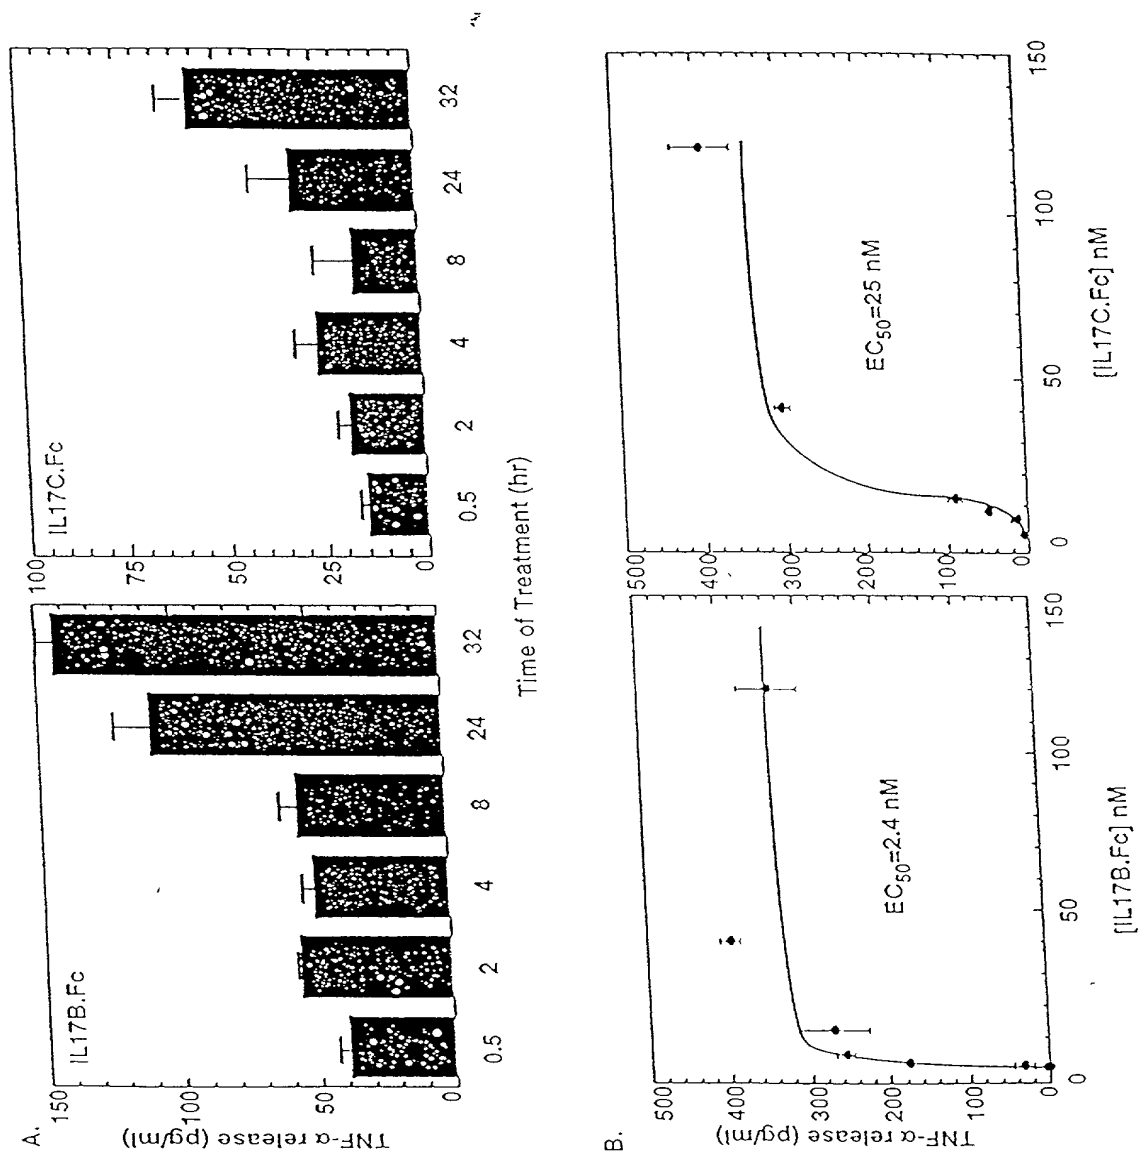 A.
IL17B.Fc
TNF-α release (pg/ml)
150
100
50
0
0.5 2 4 8 24 32
IL17C.Fc
100
75
50
25
0
0.5 2 4 8 24 32
Time of Treatment (hr)
B.
TNF-α release (pg/ml)
500
400
300
200
100
0
EC50=2.4 nM
0 50 100 150
[IL17B.Fc] nM
500
400
300
200
100
0
EC50=25 nM
0 50 100 150
[IL17C.Fc] nM